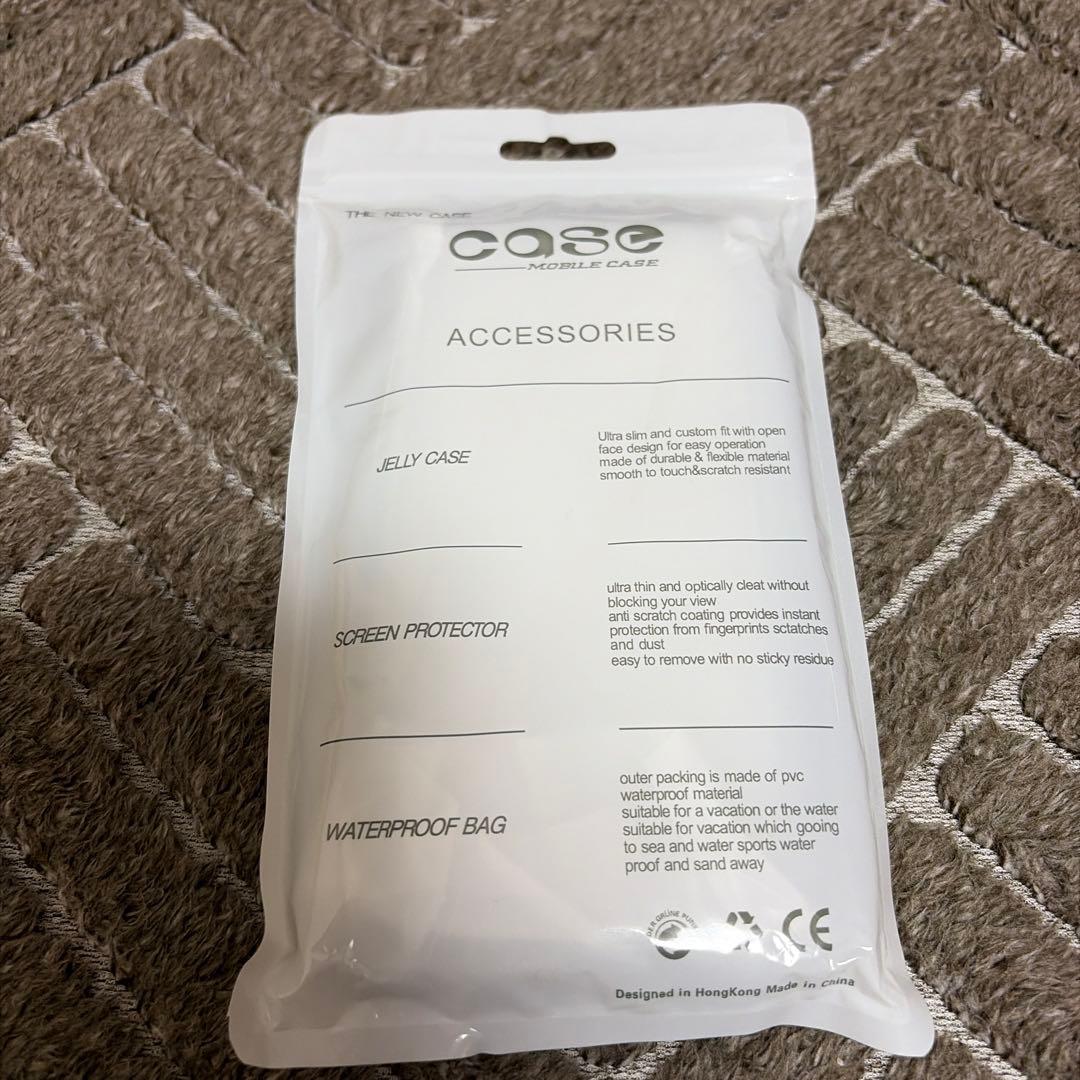 THE NEW CASE
case
MOBILE CASE
ACCESSORIES
JELLY CASE
Ultra slim and custom fit with open
face design for easy operation
made of durable & flexible material
smooth to touch&scratch resistant
SCREEN PROTECTOR
ultra thin and optically cleat without
blocking your view
anti scratch coating provides instant
protection from fingerprints sctatches
and dust
easy to remove with no sticky residue
WATERPROOF BAG
outer packing is made of pvc
waterproof material
suitable for a vacation or the water
suitable for vacation which gooing
to sea and water sports water
proof and sand away
DER GRÜNE PUNKT
CE
Designed in HongKong Made in China